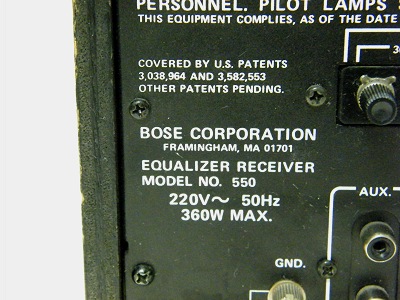 PERSONNEL. PILOT LAMPS
THIS EQUIPMENT COMPLIES, AS OF THE DATE
30
COVERED BY U.S. PATENTS
3,038,964 AND 3,582,553
OTHER PATENTS PENDING.
BOSE CORPORATION
FRAMINGHAM, MA 01701
EQUALIZER RECEIVER
MODEL NO. 550
220V~ 50Hz
360W MAX.
AUX.
GND.